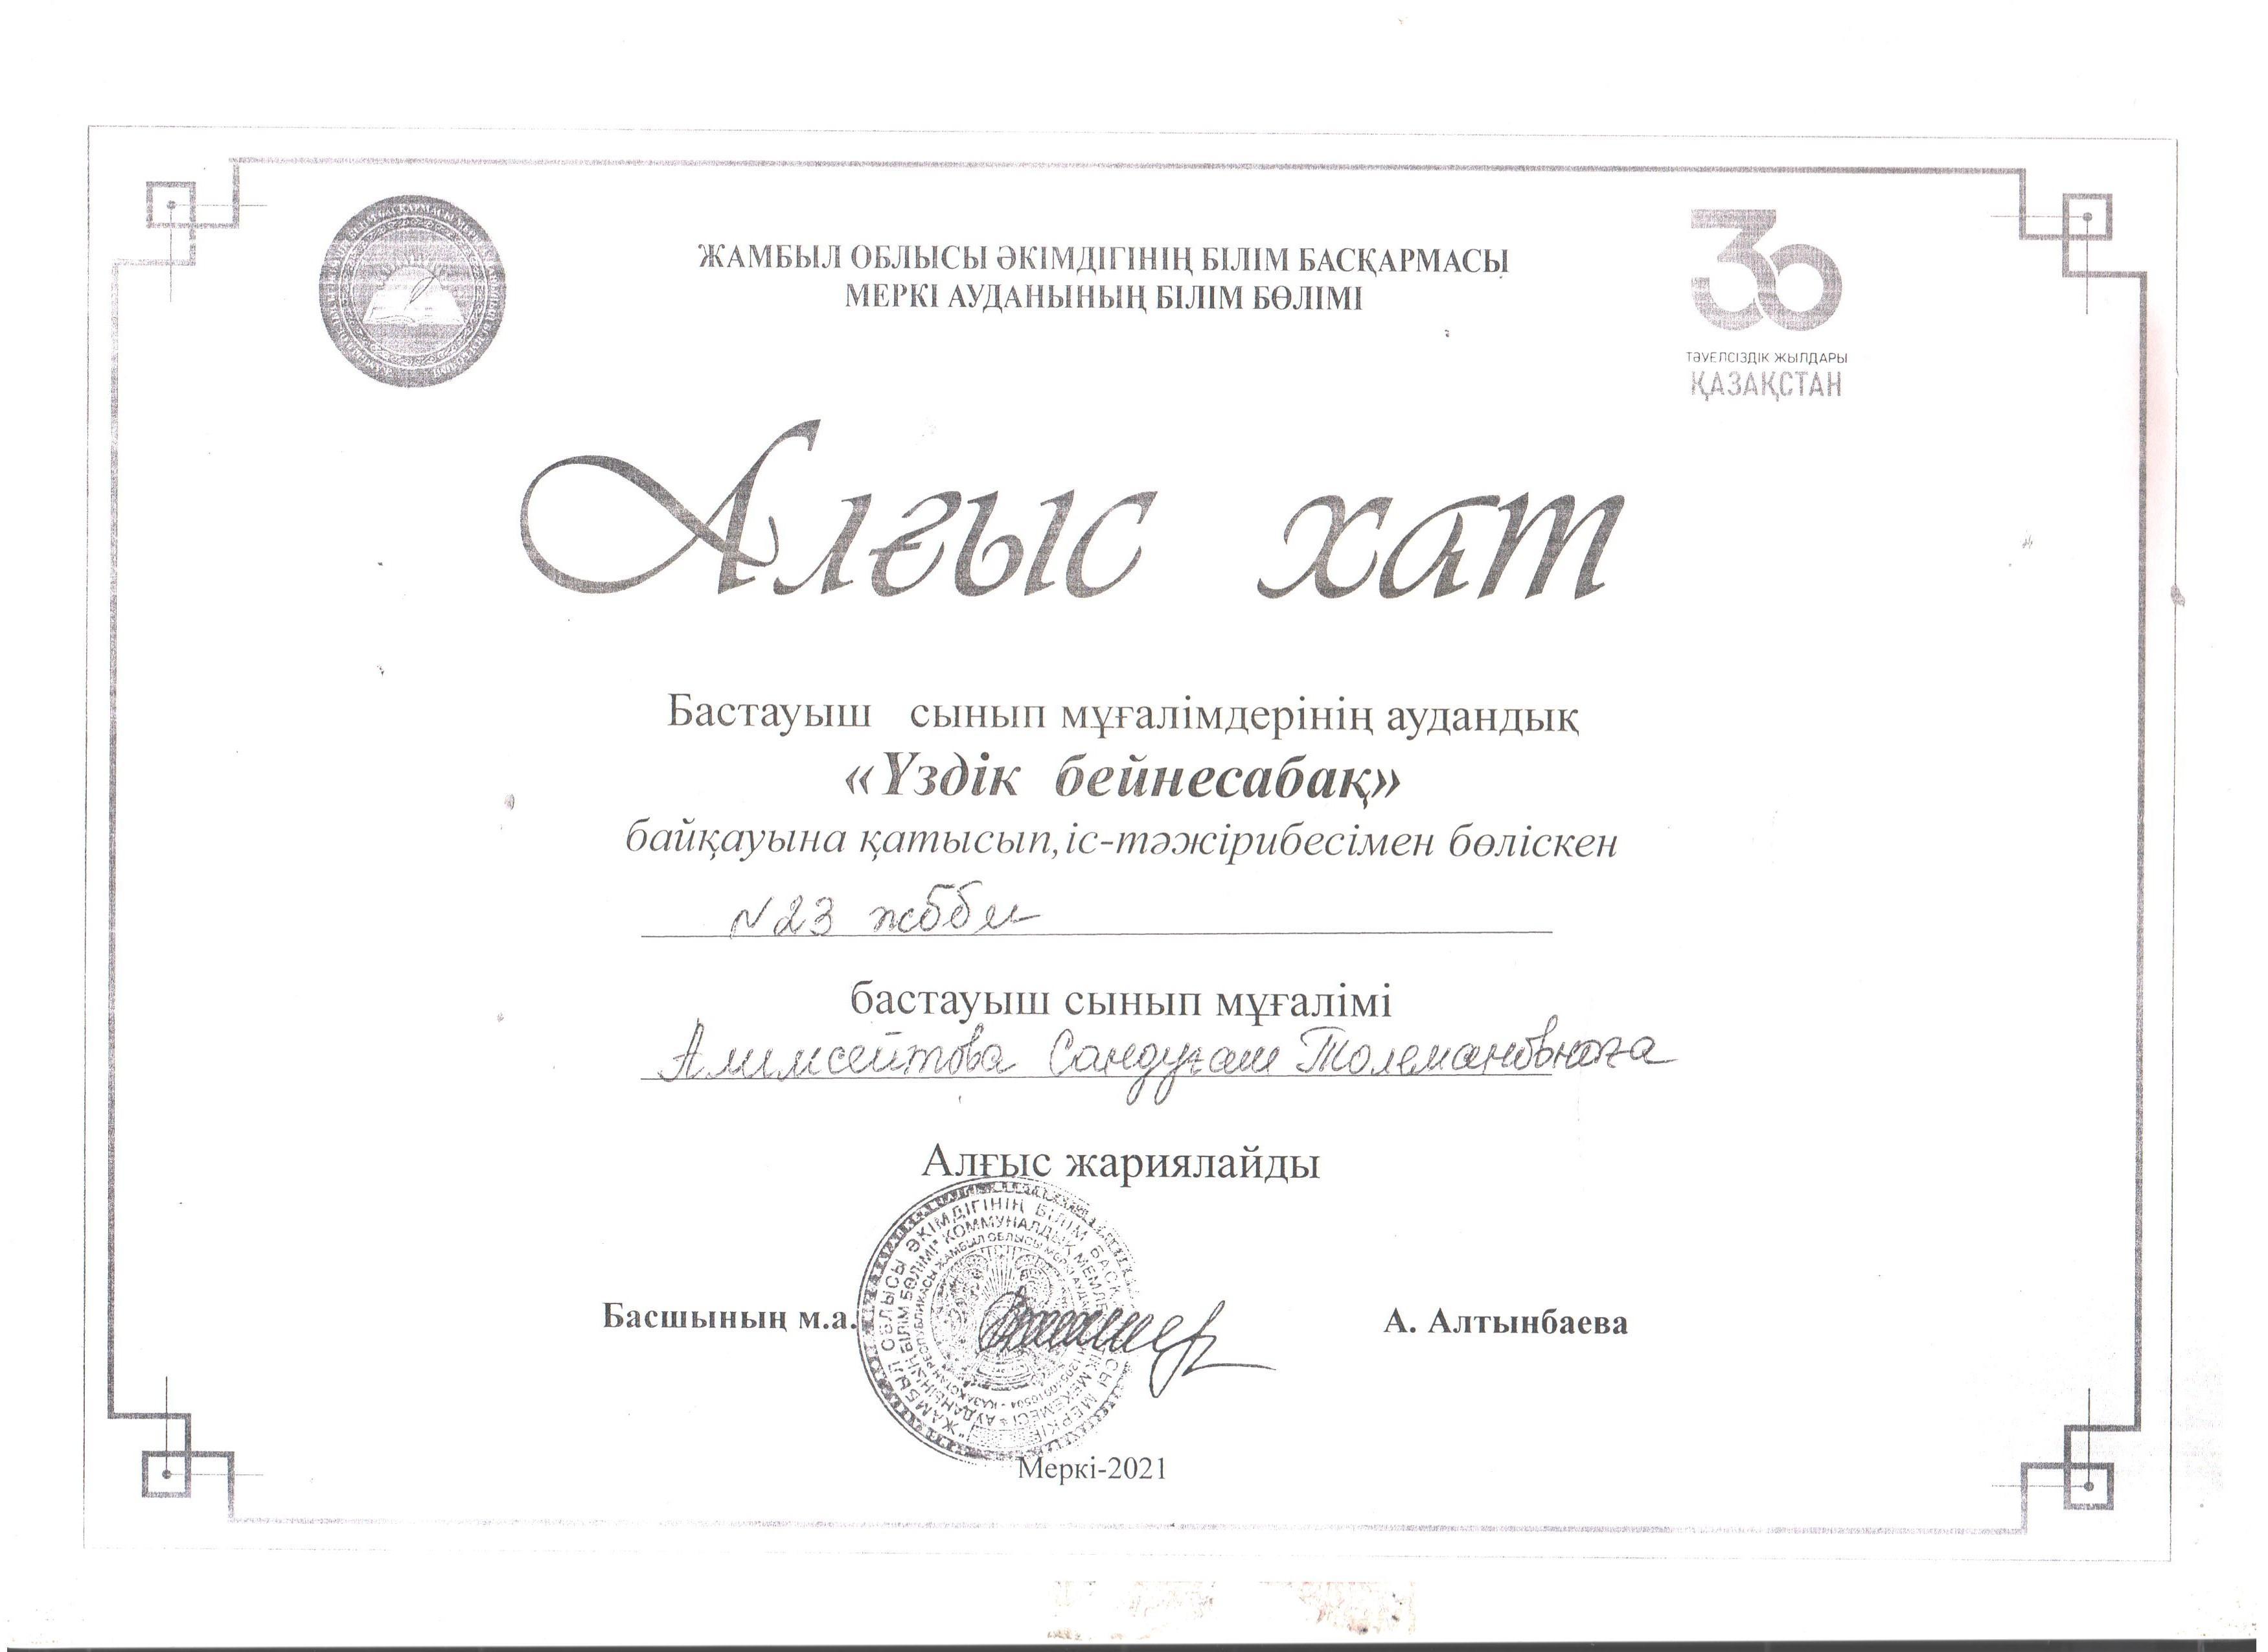 ЖАМБЫЛ ОБЛЫСЫ ӘКІМДІГІНІҢ БІЛІМ БАСҚАРМАСЫ
МЕРКІ АУДАНЫНЫҢ БІЛІМ БӨЛІМІ
30
ТӘУЕЛСІЗДІК ЖЫЛДАРЫ
ҚАЗАҚСТАН
Алғыс хат
Бастауыш сынып мұғалімдерінің аудандық
«Үздік бейнесабақ»
байқауына қатысып,іс-тәжірибесімен бөліскен
N23 жббм
бастауыш сынып мұғалімі
Алимсейтова Сандуғаш Толемановнаға
Алғыс жариялайды
Басшының м.а.
А. Алтынбаева
Меркі-2021